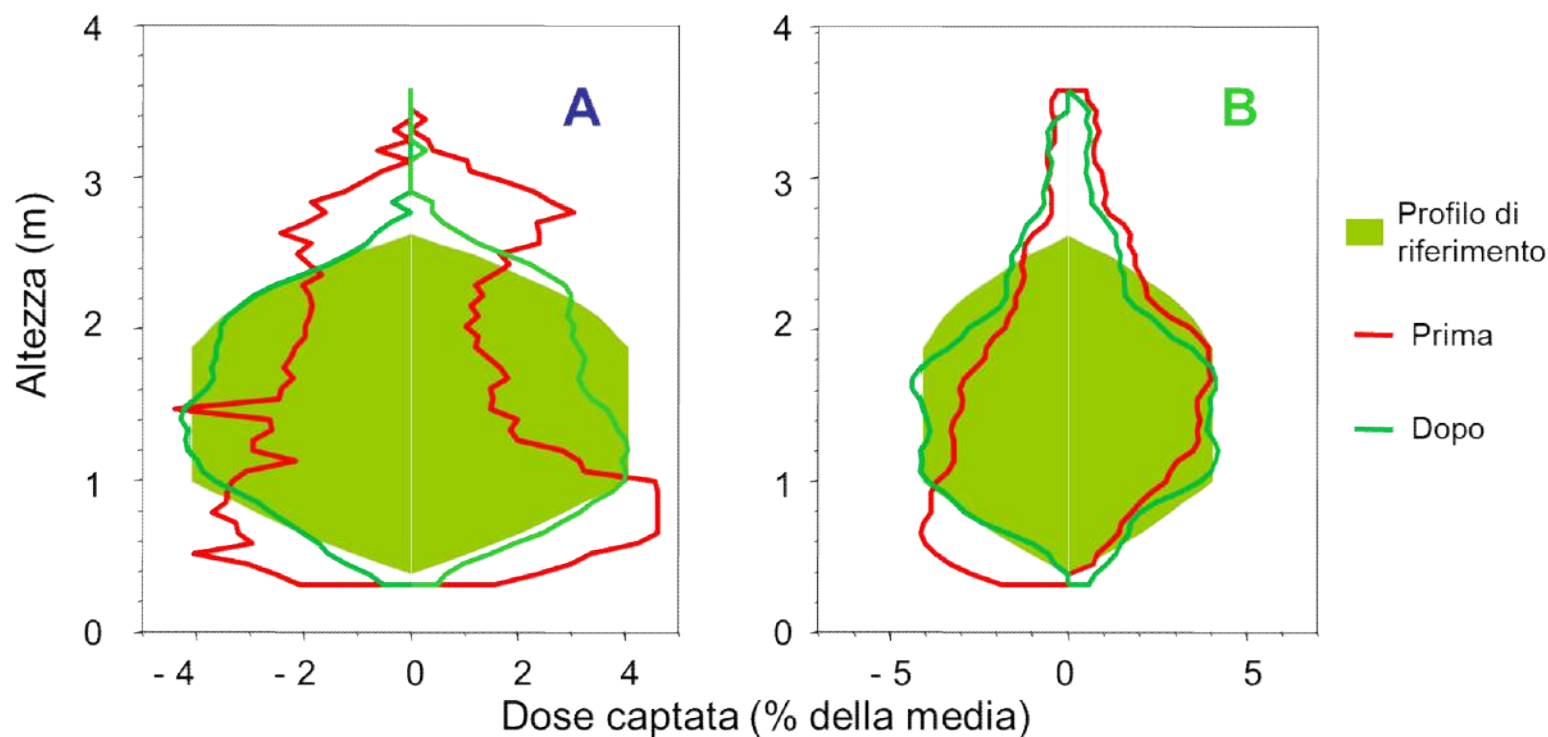 Altezza (m)
4
3
2
1
0
- 4
- 2
0
2
4
A
4
3
2
1
0
- 5
0
5
B
Dose captata (% della media)
Profilo di
riferimento
Prima
Dopo